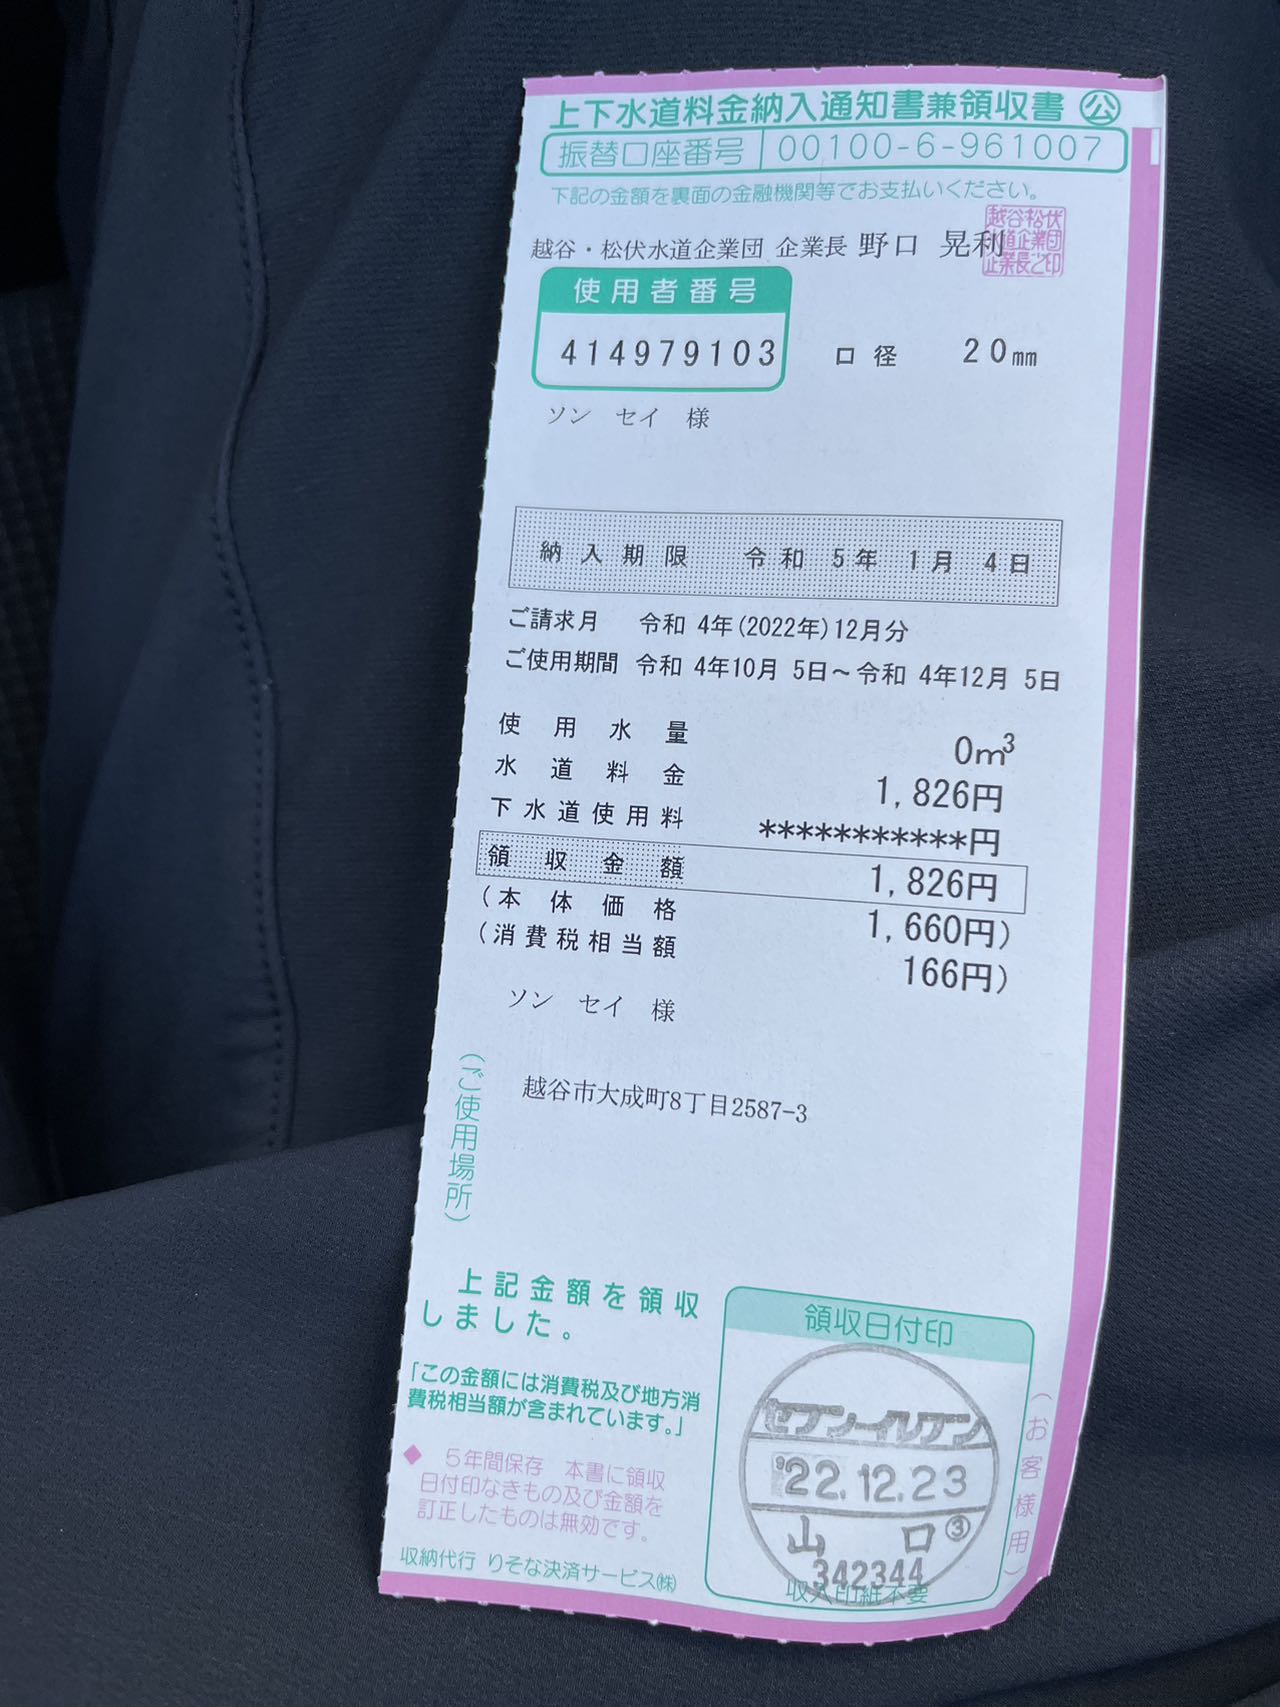 上下水道料金納入通知書兼領収書 公
振替口座番号 00100-6-961007
下記の金額を裏面の金融機関等でお支払いください。
越谷・松伏水道企業団 企業長 野口 晃利
越谷松伏
水道企業団
企業長之印
使用者番号
414979103 口径 20mm
ソン セイ 様
納入期限 令和 5年 1月 4日
ご請求月 令和 4年(2022年)12月分
ご使用期間 令和 4年10月 5日～令和 4年12月 5日
使用水量 0m³
水道料金 1,826円
下水道使用料 ***********円
領収金額 1,826円
(本体価格 1,660円)
(消費税相当額 166円)
ソン セイ 様
(ご使用場所)
越谷市大成町8丁目2587-3
上記金額を領収
しました。
「この金額には消費税及び地方消
費税相当額が含まれています。」
◆ 5年間保存 本書に領収
日付印なきもの及び金額を
訂正したものは無効です。
収納代行 りそな決済サービス㈱
領収日付印
セブン-イレブン
'22.12.23
山口③
342344
収入印紙不要
(お客様用)